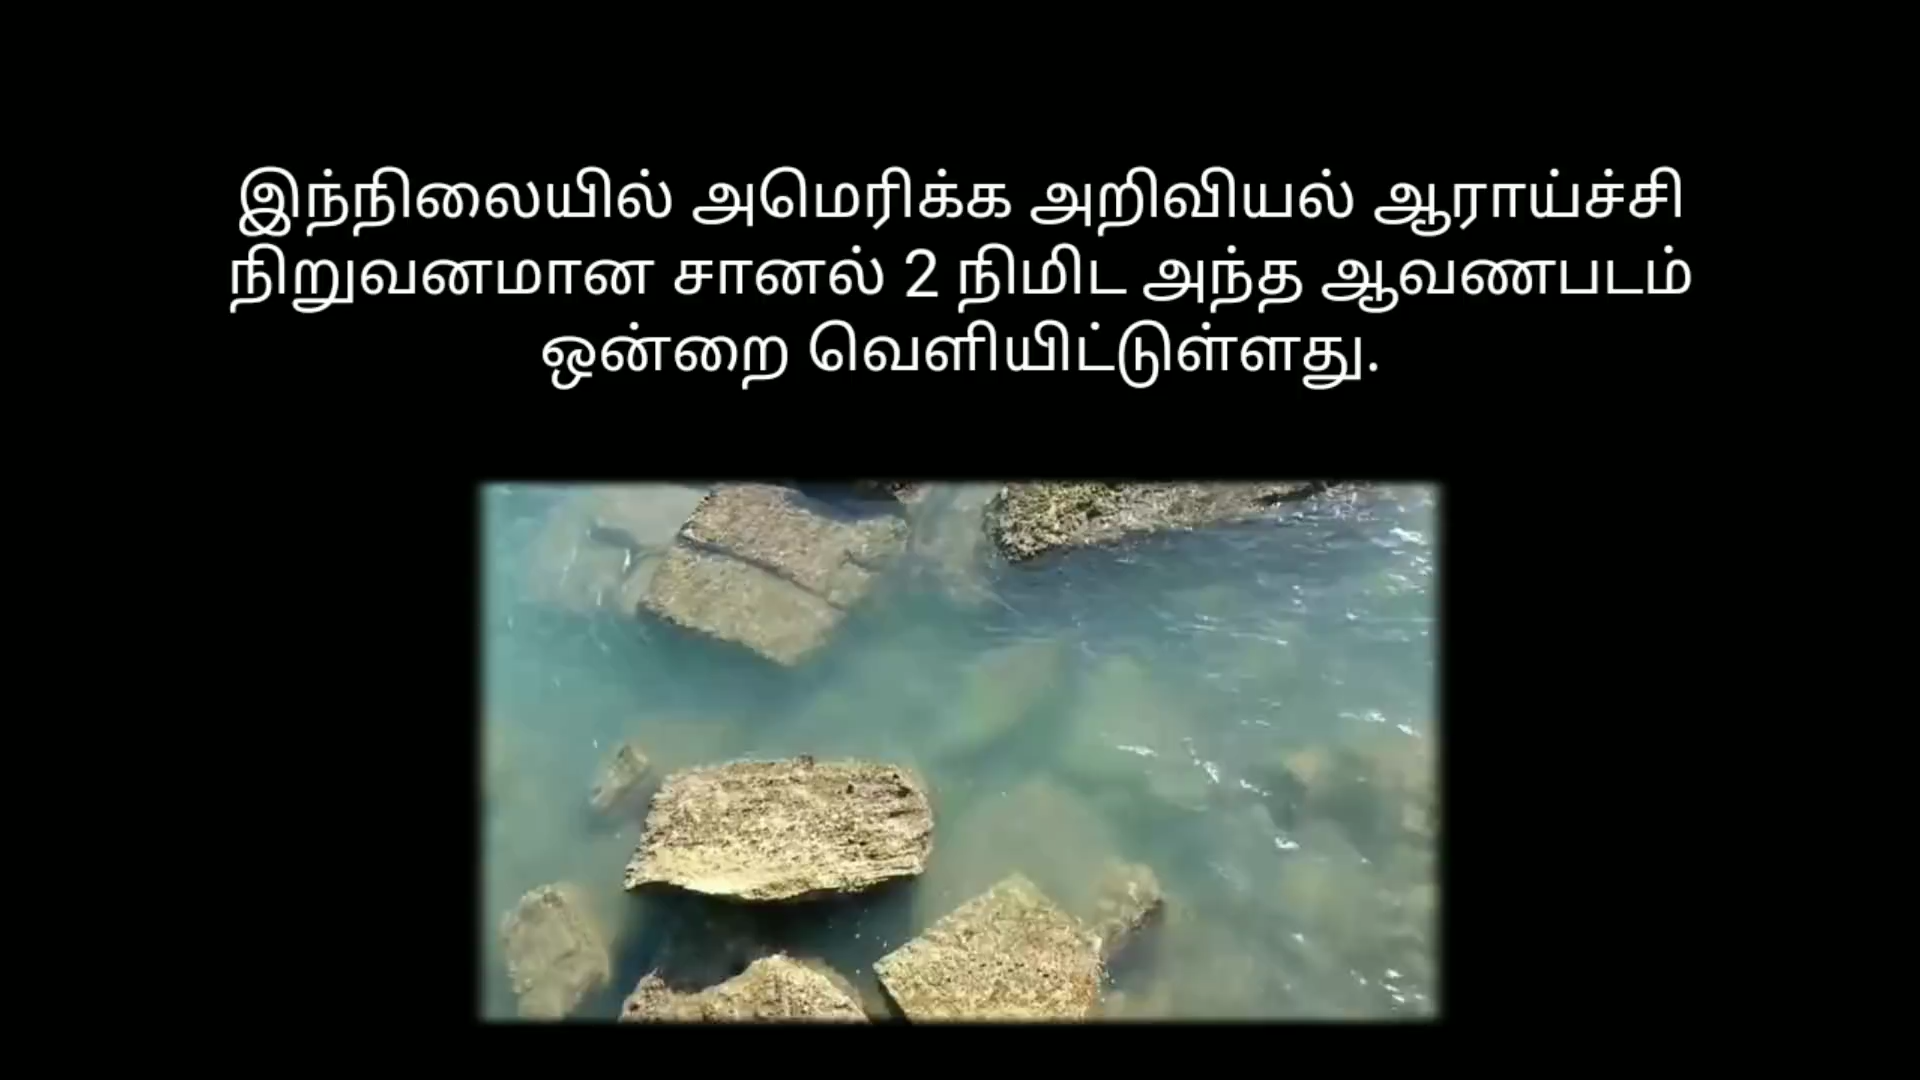 இந்நிலையில் அமெரிக்க அறிவியல் ஆராய்ச்சி
நிறுவனமான சானல் 2 நிமிட அந்த ஆவணபடம்
ஒன்றை வெளியிட்டுள்ளது.